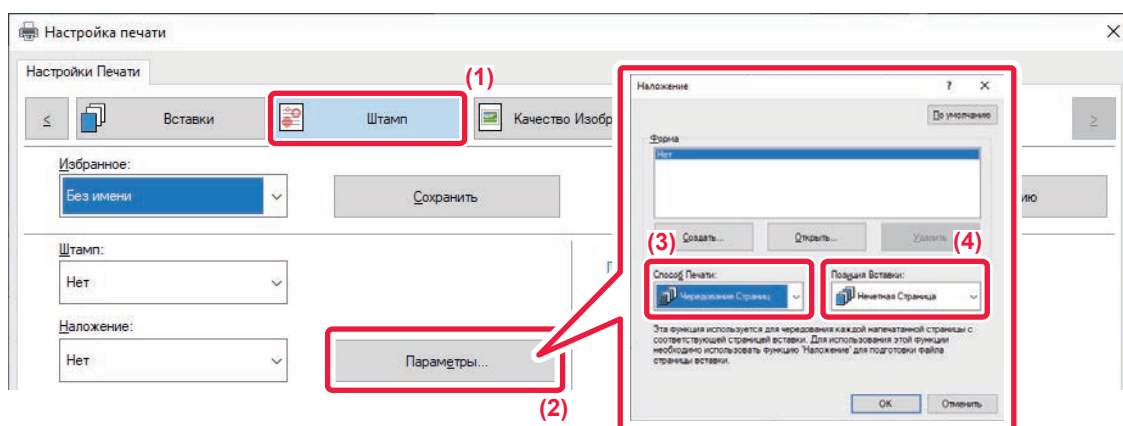 Настройка печати
Настройки Печати
(1)
<
Вставки
Штамп
Качество Изобр
>
Избранное:
Без имени
Сохранить
ию
Штамп:
Нет
Наложение:
Нет
Параметры...
(2)
Наложение
?
По умолчанию
Форма
Нет
Создать...
Открыть...
Удалить
(3)
(4)
Способ Печати:
Позиция Вставки:
Чередование Страниц
Нечетная Страница
Эта функция используется для чередования каждой напечатанной страницы с
соответствующей страницей вставки. Для использования этой функции
необходимо использовать функцию 'Наложение' для подготовки файла
страницы вставки.
OK
Отменить